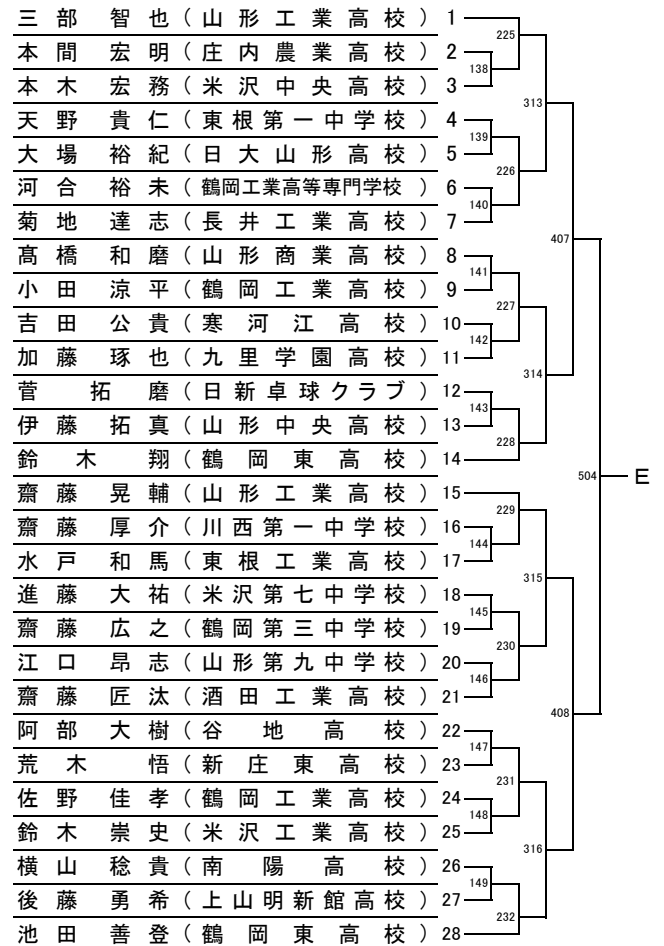 三部 智也 (山形工業高校) 1
225
本間 宏明 (庄内農業高校) 2
138
本木 宏務 (米沢中央高校) 3
313
天野 貴仁 (東根第一中学校) 4
139
大場 裕紀 (日大山形高校) 5
226
河合 裕未 (鶴岡工業高等専門学校) 6
140
菊地 達志 (長井工業高校) 7
407
髙橋 和磨 (山形商業高校) 8
141
小田 涼平 (鶴岡工業高校) 9
227
吉田 公貴 (寒河江高校) 10
142
加藤 琢也 (九里学園高校) 11
314
菅 拓磨 (日新卓球クラブ) 12
143
伊藤 拓真 (山形中央高校) 13
228
鈴木 翔 (鶴岡東高校) 14
504 E
齋藤 晃輔 (山形工業高校) 15
229
齋藤 厚介 (川西第一中学校) 16
144
水戸 和馬 (東根工業高校) 17
315
進藤 大祐 (米沢第七中学校) 18
145
齋藤 広之 (鶴岡第三中学校) 19
230
江口 昂志 (山形第九中学校) 20
146
齋藤 匠汰 (酒田工業高校) 21
408
阿部 大樹 (谷地高校) 22
147
荒木 悟 (新庄東高校) 23
231
佐野 佳孝 (鶴岡工業高校) 24
148
鈴木 崇史 (米沢工業高校) 25
316
横山 稔貴 (南陽高校) 26
149
後藤 勇希 (上山明新館高校) 27
232
池田 善登 (鶴岡東高校) 28